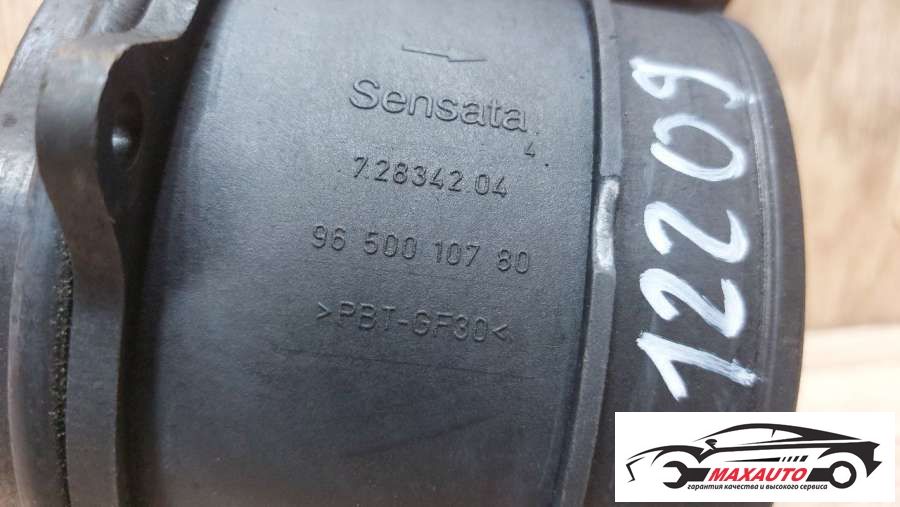 Sensata
4
7.28342.04
96 500 107 80
>PBT-GF30<
12209
MAXAUTO
гарантия качества и высокого сервиса